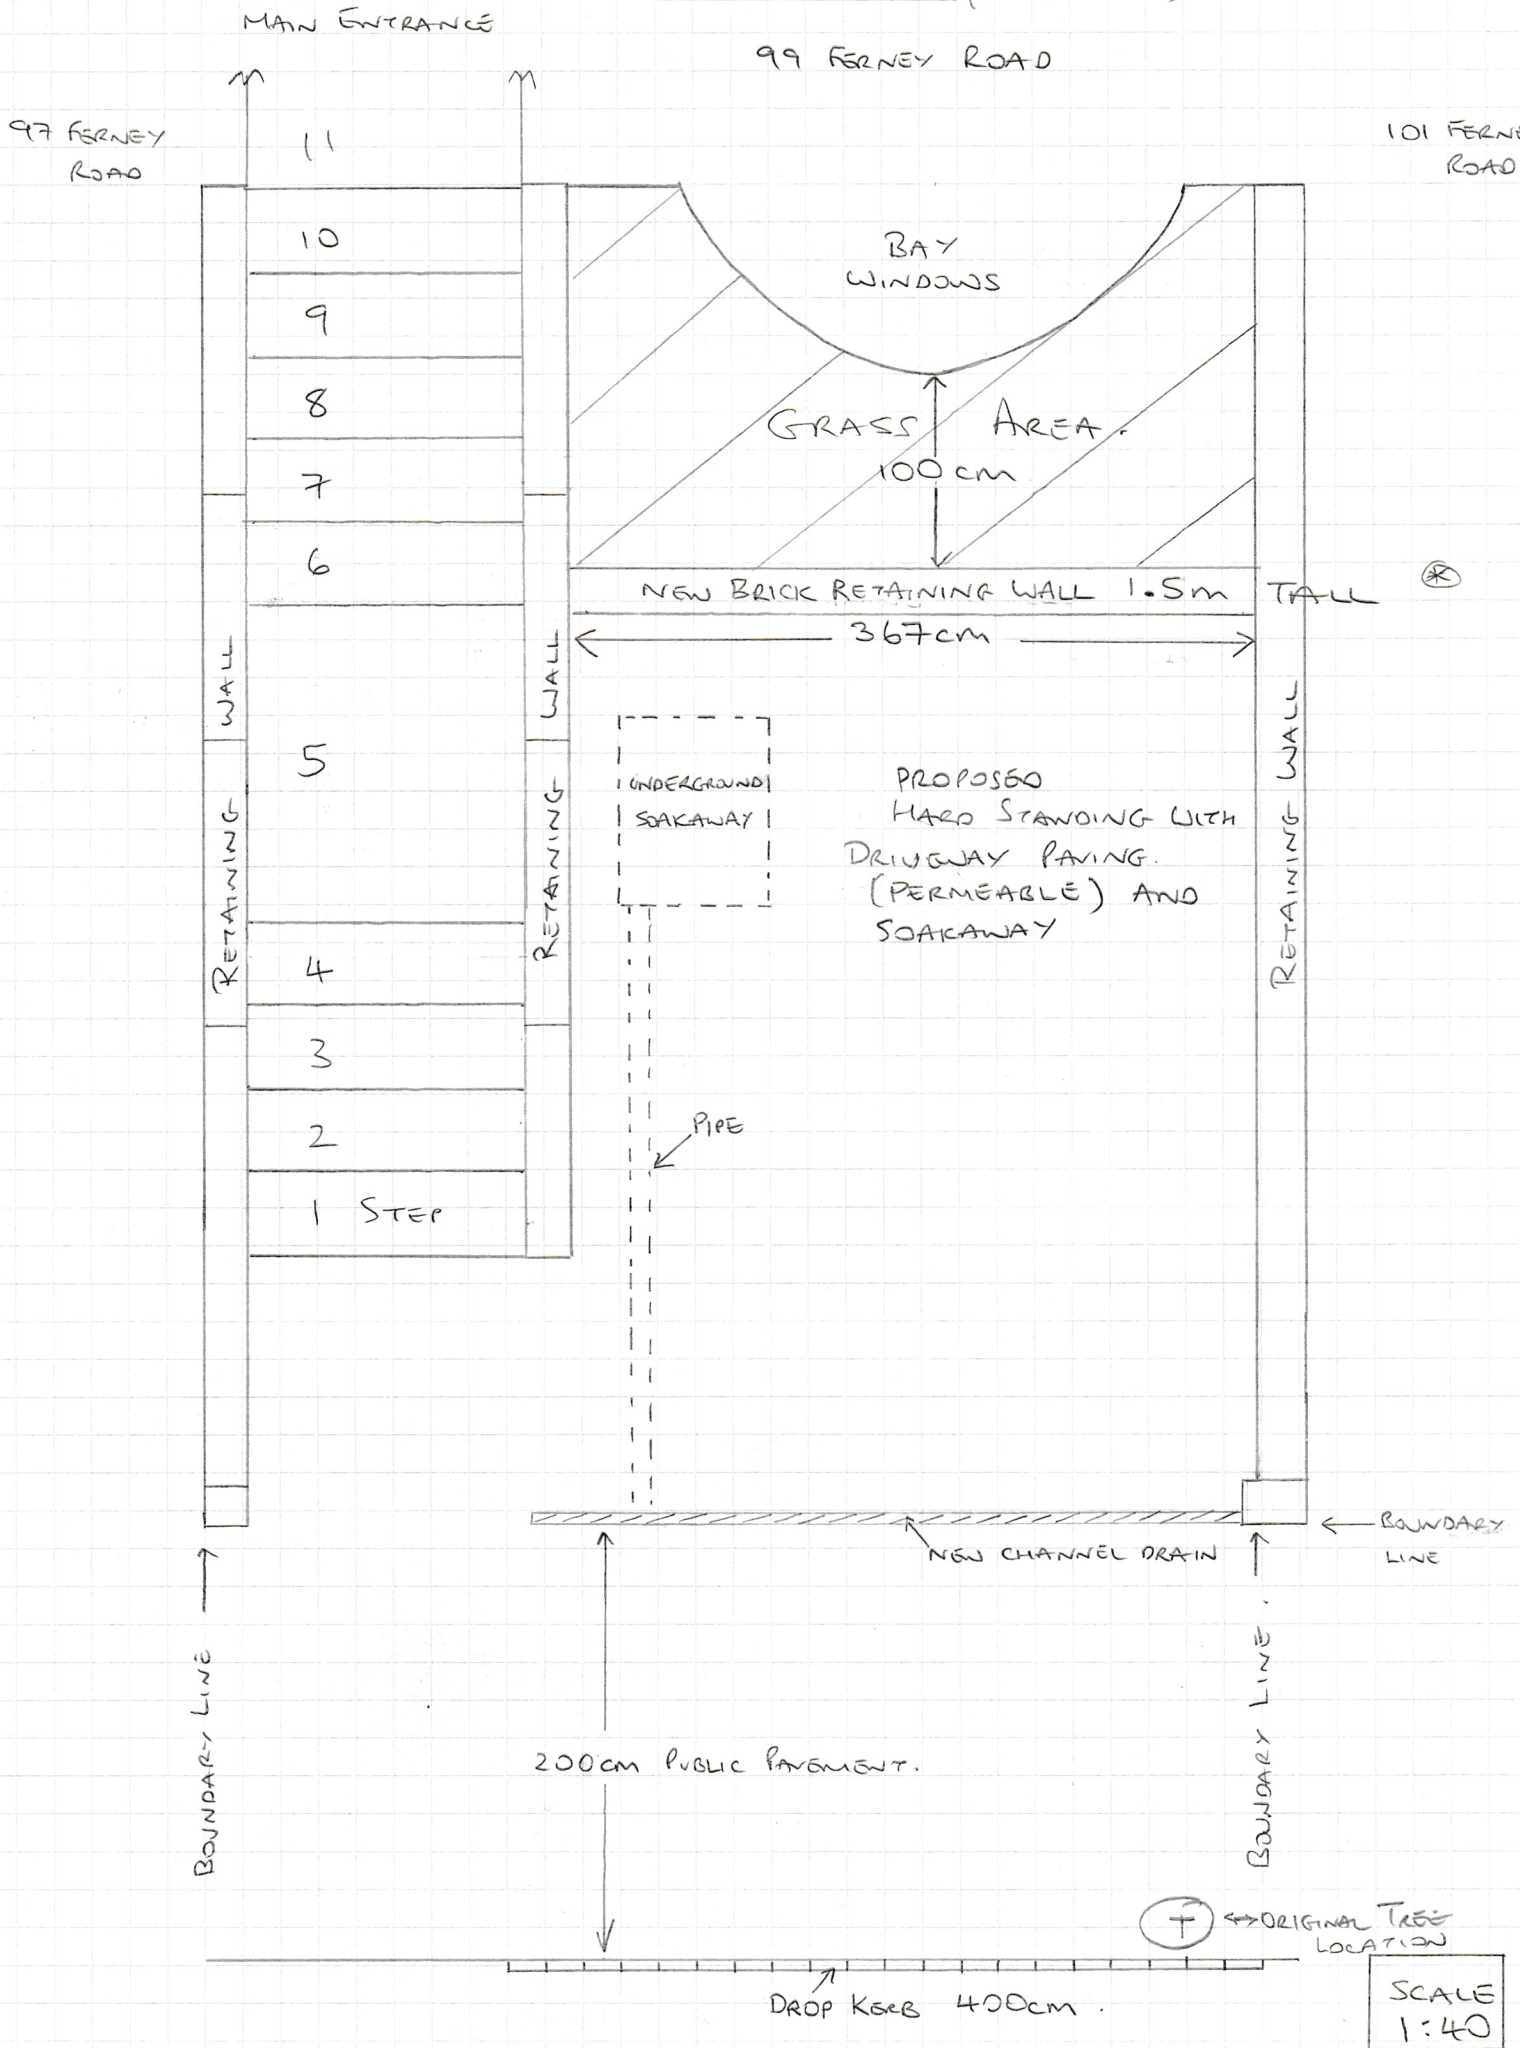 MAIN ENTRANCE
99 FERNEY ROAD
97 FERNEY
ROAD
101 FERNE
ROAD
11
10
9
8
7
6
5
4
3
2
1 STEP
BAY
WINDOWS
GRASS AREA.
100cm
NEW BRICK RETAINING WALL 1.5m TALL
367cm
RETAINING WALL
RETAINING WALL
RETAINING WALL
UNDERGROUND
SOAKAWAY
PROPOSED
HARD STANDING WITH
DRIVEWAY PAVING.
(PERMEABLE) AND
SOAKAWAY
PIPE
NEW CHANNEL DRAIN
BOUNDARY
LINE
BOUNDARY LINE
BOUNDARY LINE.
200cm PUBLIC PAVEMENT.
T
ORIGINAL TREE
LOCATION
DROP KERB 400cm.
SCALE
1:40